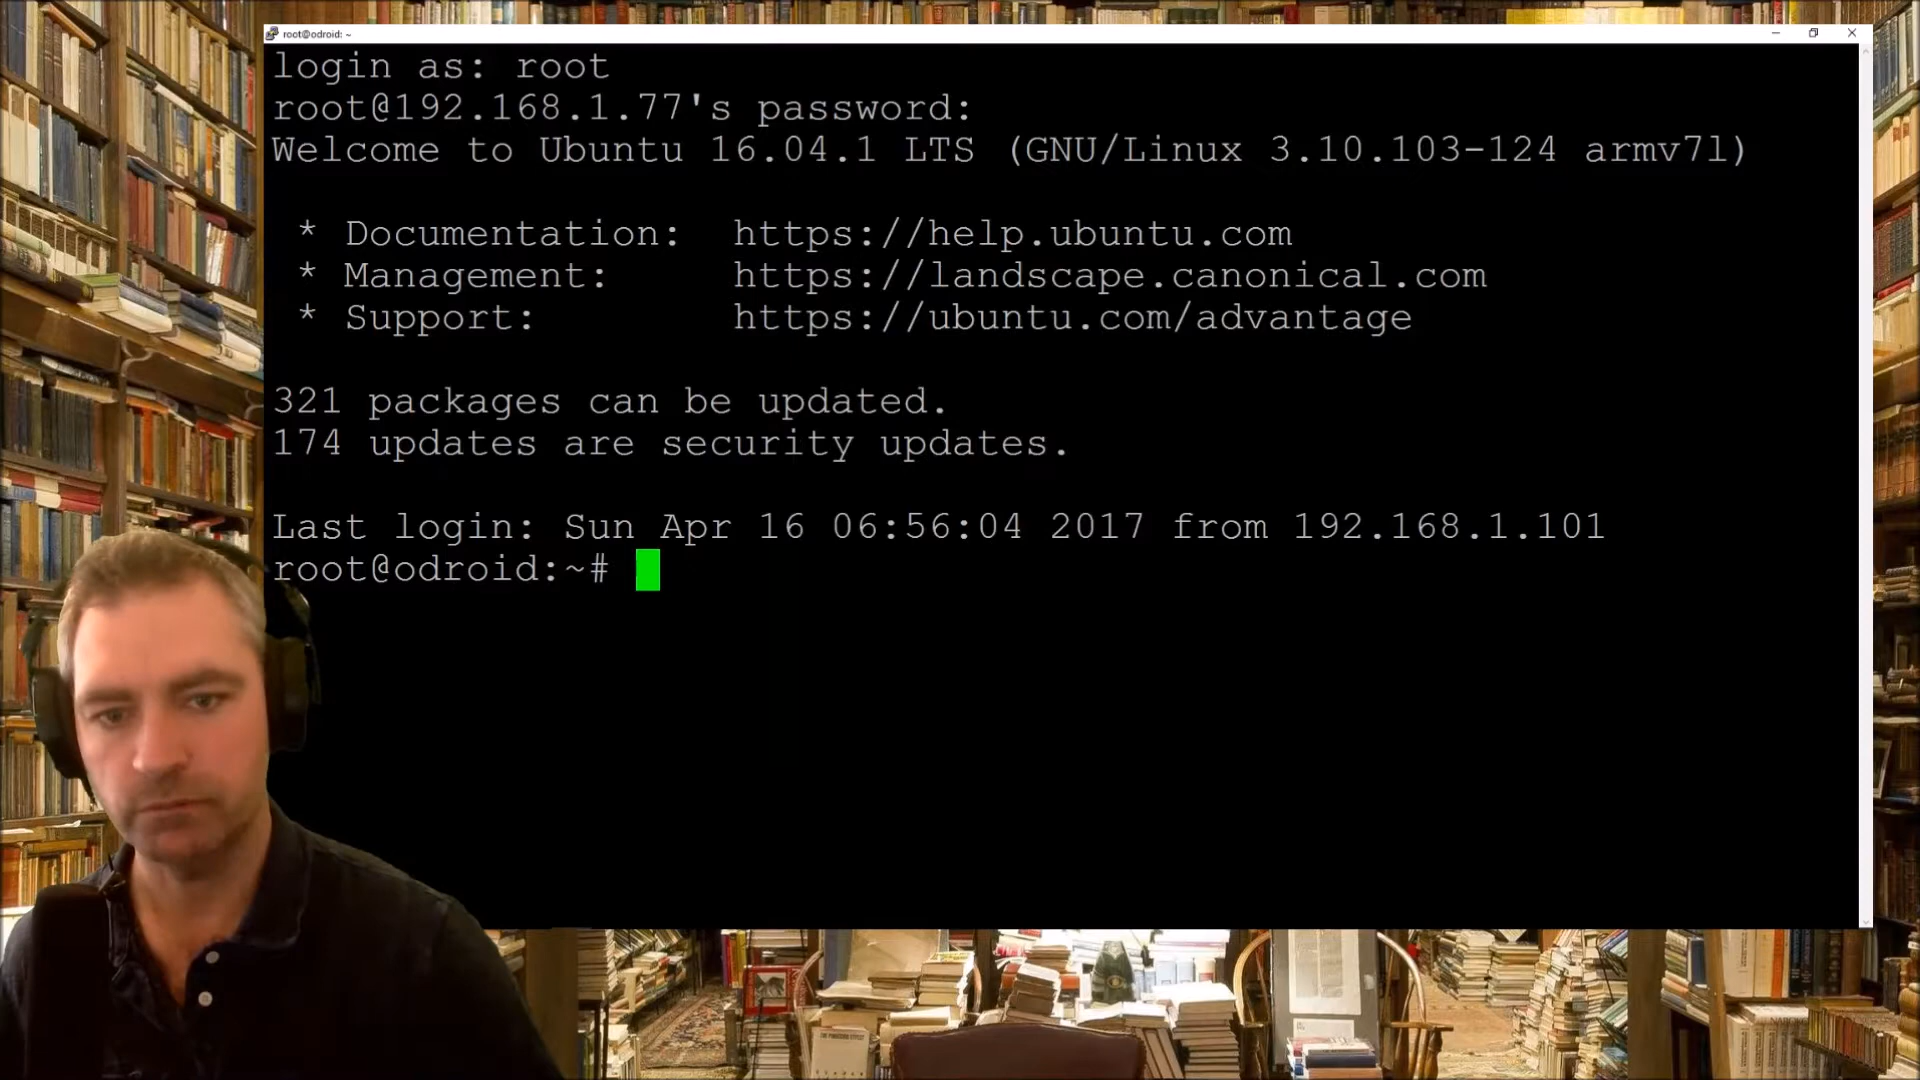 root@odroid: ~
login as: root
root@192.168.1.77's password:
Welcome to Ubuntu 16.04.1 LTS (GNU/Linux 3.10.103-124 armv7l)
* Documentation: https://help.ubuntu.com
* Management: https://landscape.canonical.com
* Support: https://ubuntu.com/advantage
321 packages can be updated.
174 updates are security updates.
Last login: Sun Apr 16 06:56:04 2017 from 192.168.1.101
root@odroid:~#